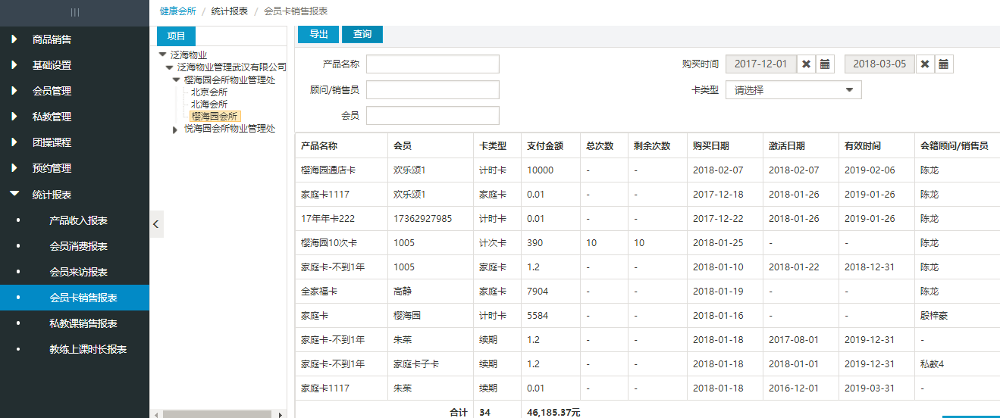 健康会所 / 统计报表 / 会员卡销售报表
商品销售
基础设置
会员管理
私教管理
团操课程
预约管理
统计报表
产品收入报表
会员消费报表
会员来访报表
会员卡销售报表
私教课销售报表
教练上课时长报表
项目
泛海物业
泛海物业管理武汉有限公司
樱海园会所物业管理处
北京会所
北海会所
樱海园会所
悦海园会所物业管理处
导出 查询
产品名称 购买时间 2017-12-01 2018-03-05
顾问/销售员 卡类型 请选择
会员
产品名称 会员 卡类型 支付金额 总次数 剩余次数 购买日期 激活日期 有效时间 会籍顾问/销售员
樱海园通店卡 欢乐颂1 计时卡 10000 - - 2018-02-07 2018-02-07 2019-02-06 陈龙
家庭卡1117 欢乐颂1 家庭卡 0.01 - - 2017-12-18 2018-01-26 2019-01-26 陈龙
17年年卡222 17362927985 计时卡 0.01 - - 2017-12-22 2018-01-26 2019-01-26 陈龙
樱海园10次卡 1005 计次卡 390 10 10 2018-01-25 - - 陈龙
家庭卡-不到1年 1005 家庭卡 1.2 - - 2018-01-10 2018-01-22 2018-12-31 陈龙
全家福卡 高静 家庭卡 7904 - - 2018-01-19 - - 陈龙
家庭卡 樱海园 计时卡 5584 - - 2018-01-16 - - 殷梓豪
家庭卡-不到1年 朱茱 续期 1.2 - - 2018-01-18 2017-08-01 2019-12-31 -
家庭卡-不到1年 家庭卡子卡 续期 1.2 - - 2018-01-18 2018-01-01 2019-12-31 私教4
家庭卡1117 朱茱 续期 0.01 - - 2018-01-18 2016-12-01 2019-03-31 -
合计 34 46,185.37元